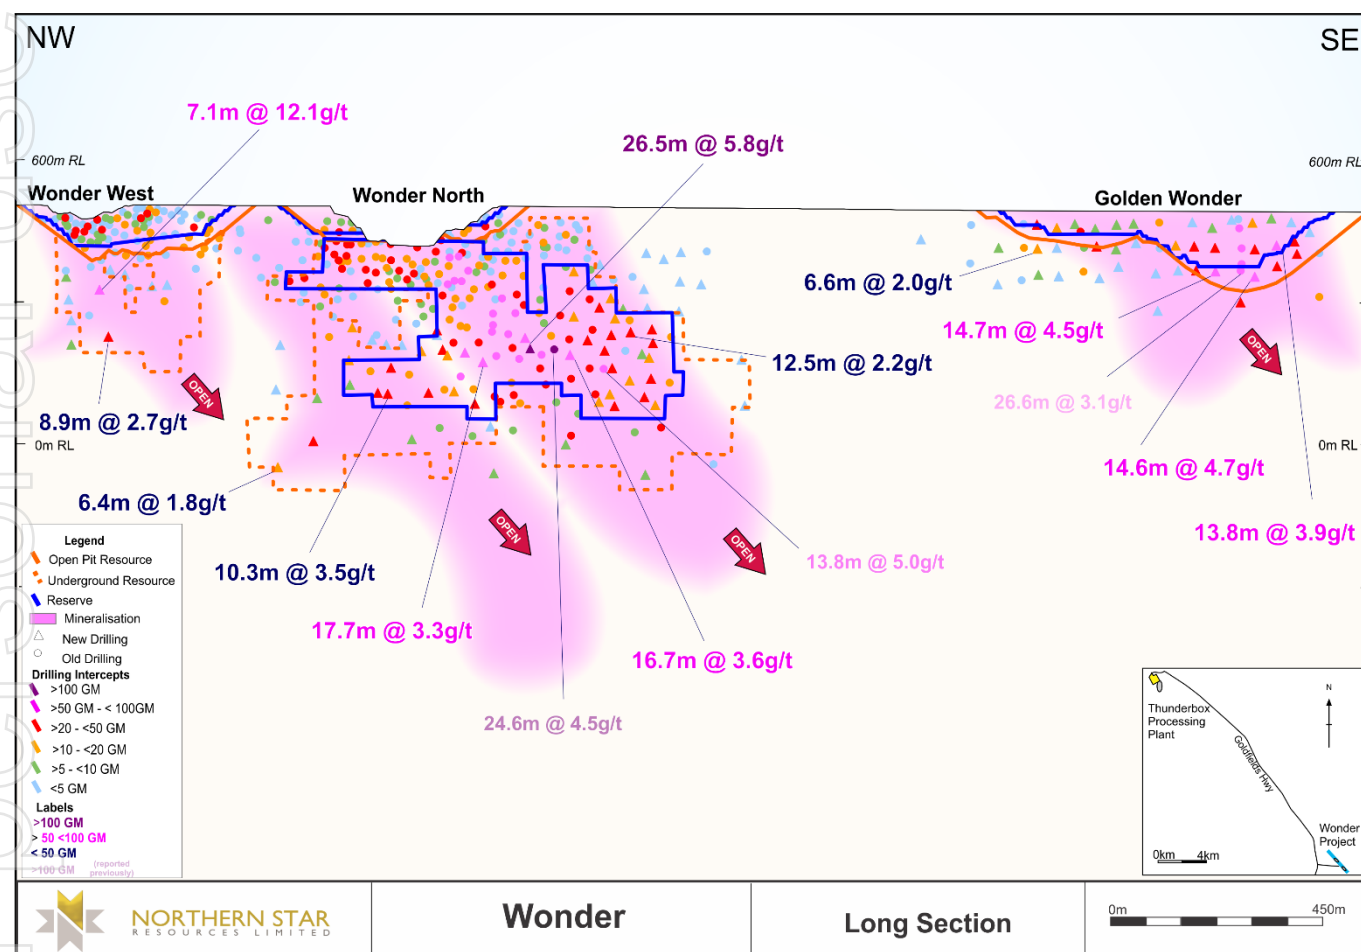 NW
SE
7.1m @ 12.1g/t
26.5m @ 5.8g/t
600m RL
600m RL
Wonder West
Wonder North
Golden Wonder
6.6m @ 2.0g/t
14.7m @ 4.5g/t
12.5m @ 2.2g/t
OPEN
OPEN
26.6m @ 3.1g/t
8.9m @ 2.7g/t
0m RL
0m RL
14.6m @ 4.7g/t
6.4m @ 1.8g/t
OPEN
OPEN
13.8m @ 3.9g/t
13.8m @ 5.0g/t
10.3m @ 3.5g/t
17.7m @ 3.3g/t
16.7m @ 3.6g/t
24.6m @ 4.5g/t
Legend
Open Pit Resource
Underground Resource
Reserve
Mineralisation
New Drilling
Old Drilling
Drilling Intercepts
>100 GM
>50 GM - < 100GM
>20 - <50 GM
>10 - <20 GM
>5 - <10 GM
<5 GM
Labels
>100 GM
> 50 <100 GM
< 50 GM
>100 GM (reported
previously)
N
Thunderbox
Processing
Plant
Goldfields Hwy
Wonder
Project
0km 4km
NORTHERN STAR
RESOURCES LIMITED
Wonder
Long Section
0m 450m